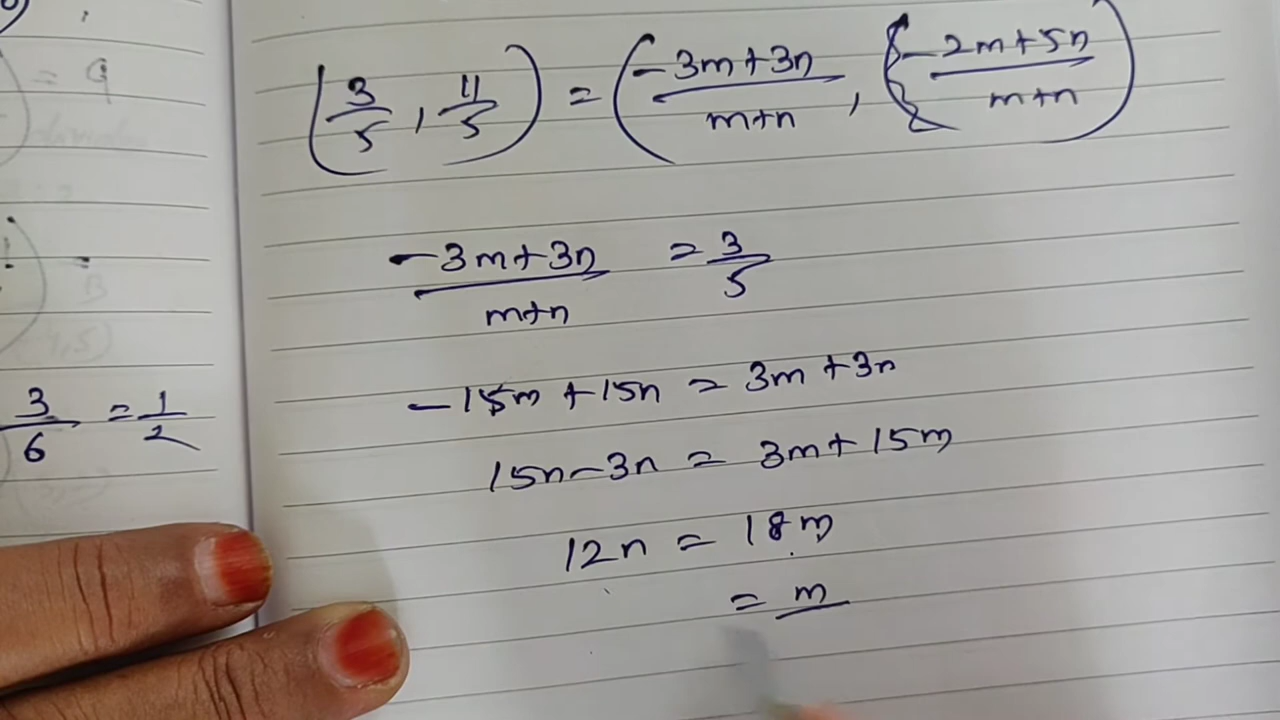 = 9
3/6 = 1/2
(3/5, 11/5) = (-3m+3n/m+n, -2m+5n/m+n)
-3m+3n/m+n = 3/5
-15m+15n = 3m+3n
15n-3n = 3m+15m
12n = 18m
= m